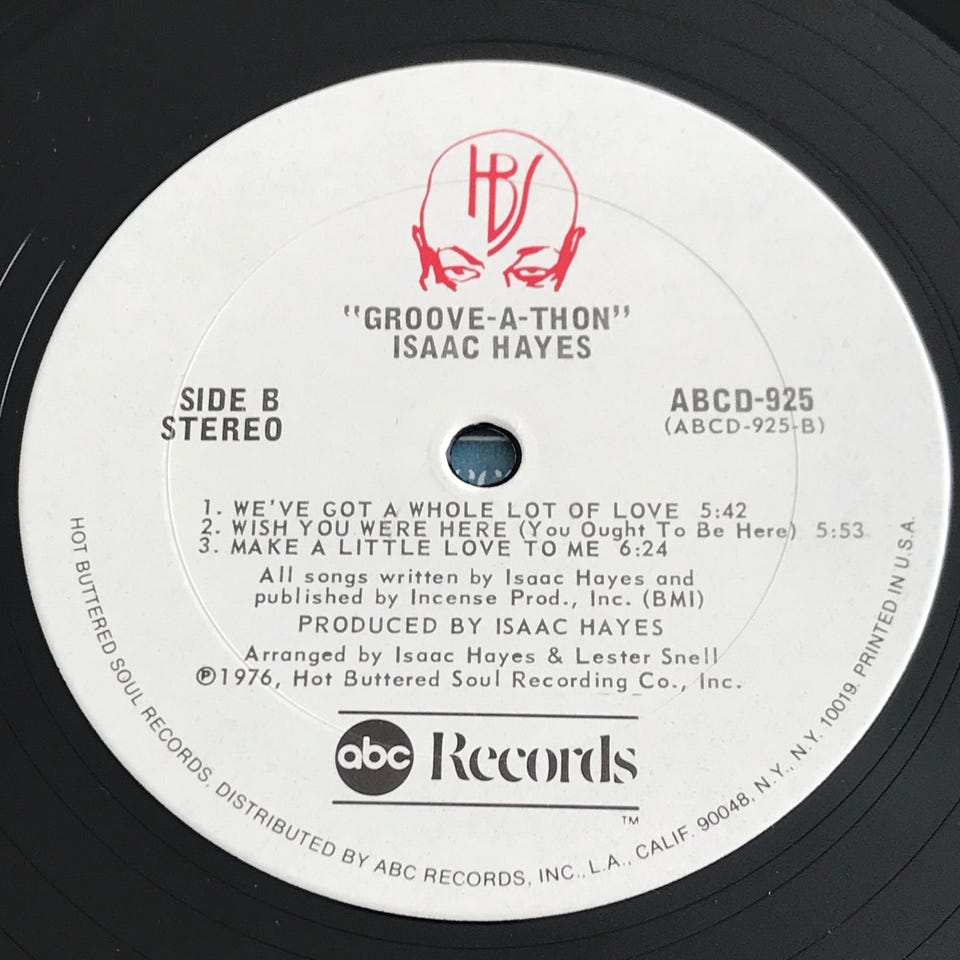 HBS
"GROOVE-A-THON"
ISAAC HAYES
SIDE B
STEREO
ABCD-925
(ABCD-925-B)
1. WE'VE GOT A WHOLE LOT OF LOVE 5:42
2. WISH YOU WERE HERE (You Ought To Be Here) 5:53
3. MAKE A LITTLE LOVE TO ME 6:24
All songs written by Isaac Hayes and
published by Incense Prod., Inc. (BMI)
PRODUCED BY ISAAC HAYES
Arranged by Isaac Hayes & Lester Snell
℗1976, Hot Buttered Soul Recording Co., Inc.
abc Records
TM
HOT BUTTERED SOUL RECORDS, DISTRIBUTED BY ABC RECORDS, INC., L.A., CALIF. 90048, N.Y., N.Y. 10019. PRINTED IN U.S.A.